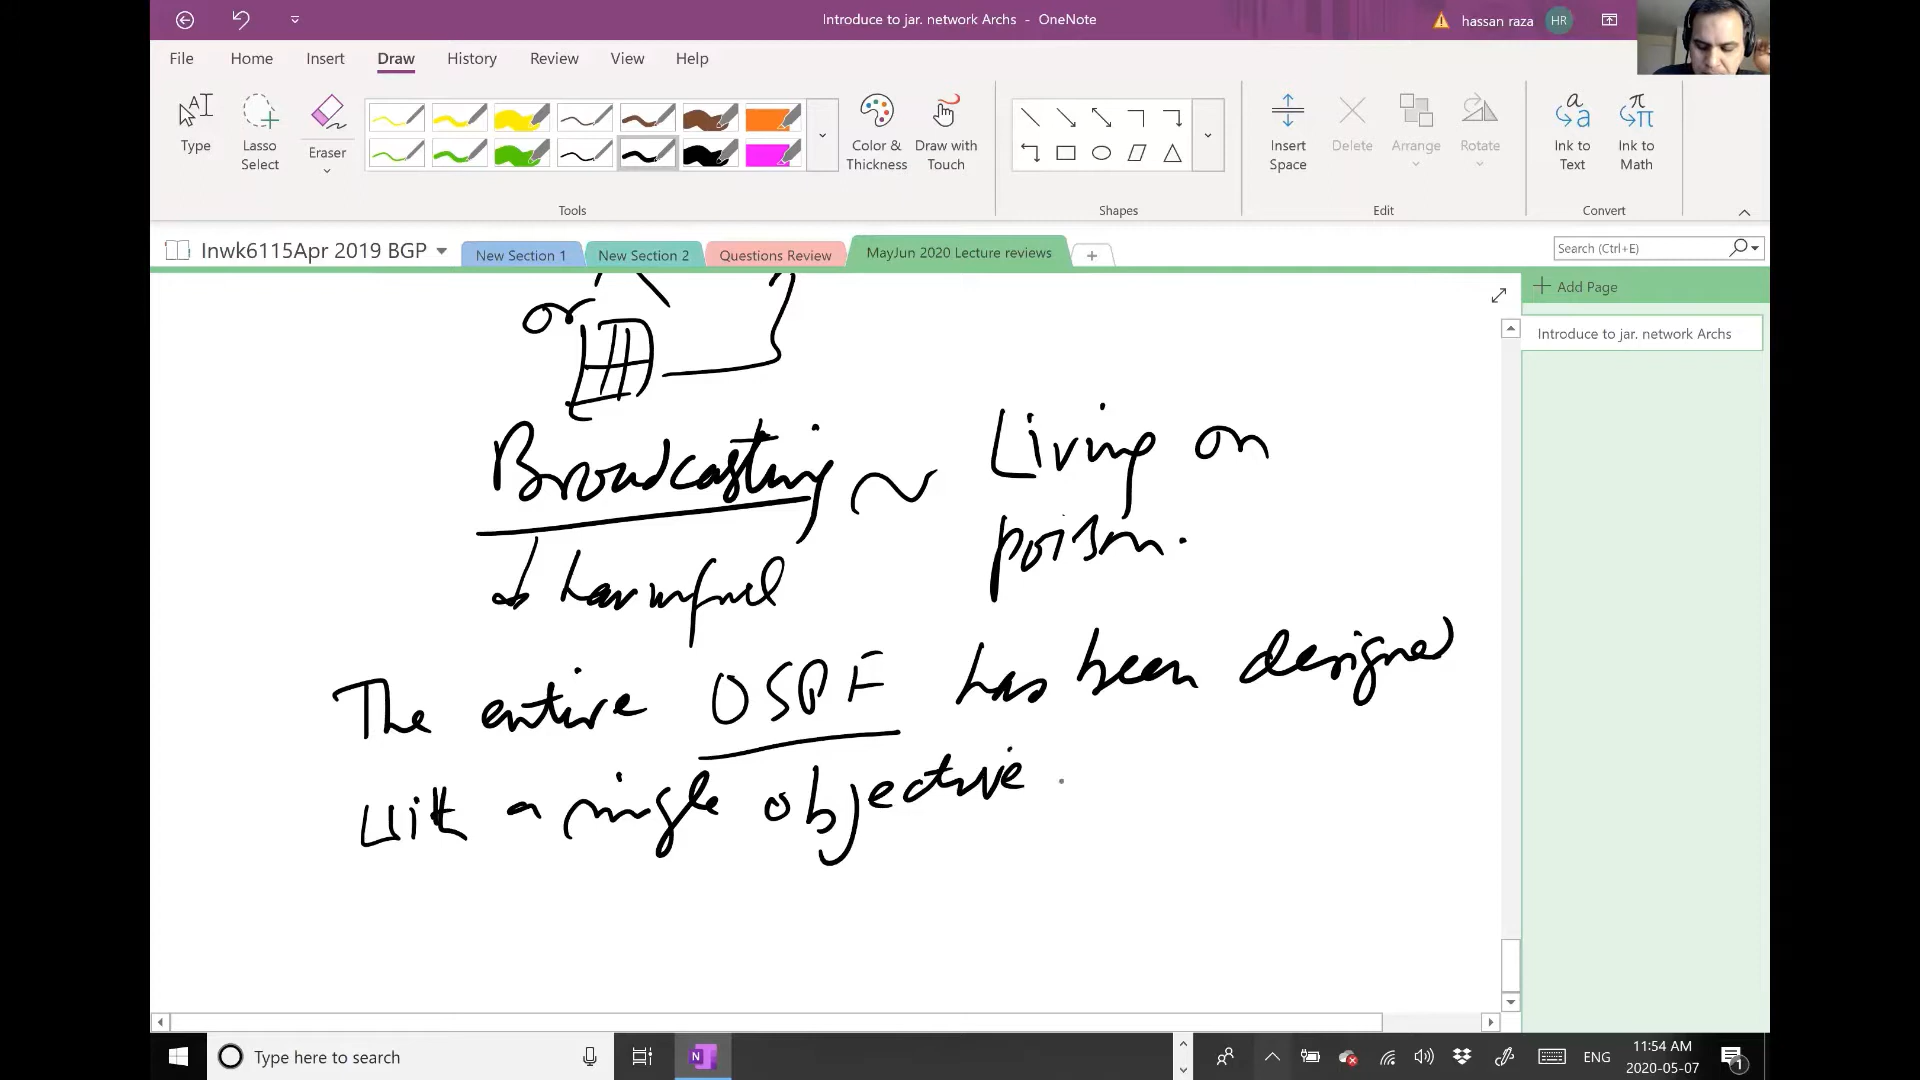 Introduce to jar. network Archs - OneNote
hassan raza HR
File Home Insert Draw History Review View Help
Type
Lasso Select
Eraser
Color & Thickness
Draw with Touch
Insert Space
Delete
Arrange
Rotate
Ink to Text
Ink to Math
Tools Shapes Edit Convert
Inwk6115Apr 2019 BGP New Section 1 New Section 2 Questions Review MayJun 2020 Lecture reviews + Search (Ctrl+E)
Add Page
Introduce to jar. network Archs
or
Broadcasting ~ Living on
poison.
harmful
The entire OSPF has been designed
with a single objective
Type here to search
ENG
11:54 AM
2020-05-07
1